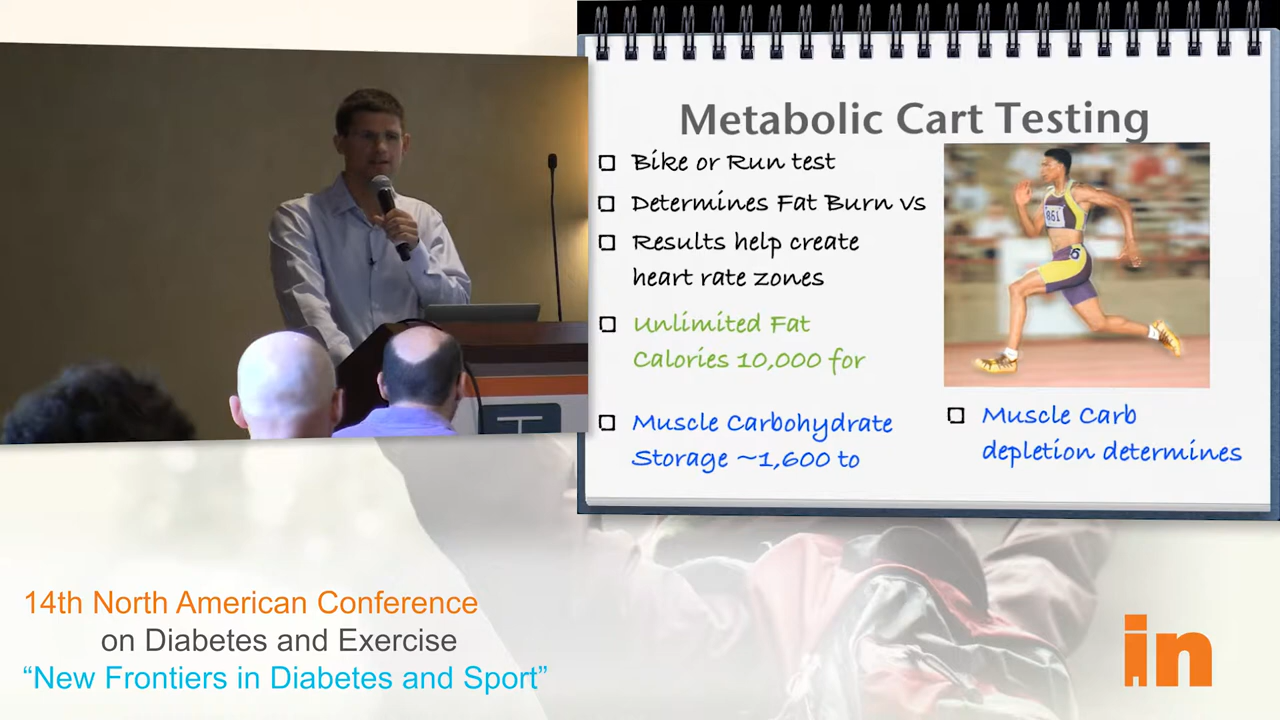 Metabolic Cart Testing
Bike or Run test
Determines Fat Burn vs
Results help create
heart rate zones
Unlimited Fat
Calories 10,000 for
Muscle Carbohydrate
Storage ~1,600 to
861
6
Muscle Carb
depletion determines
14th North American Conference
on Diabetes and Exercise
“New Frontiers in Diabetes and Sport”
in